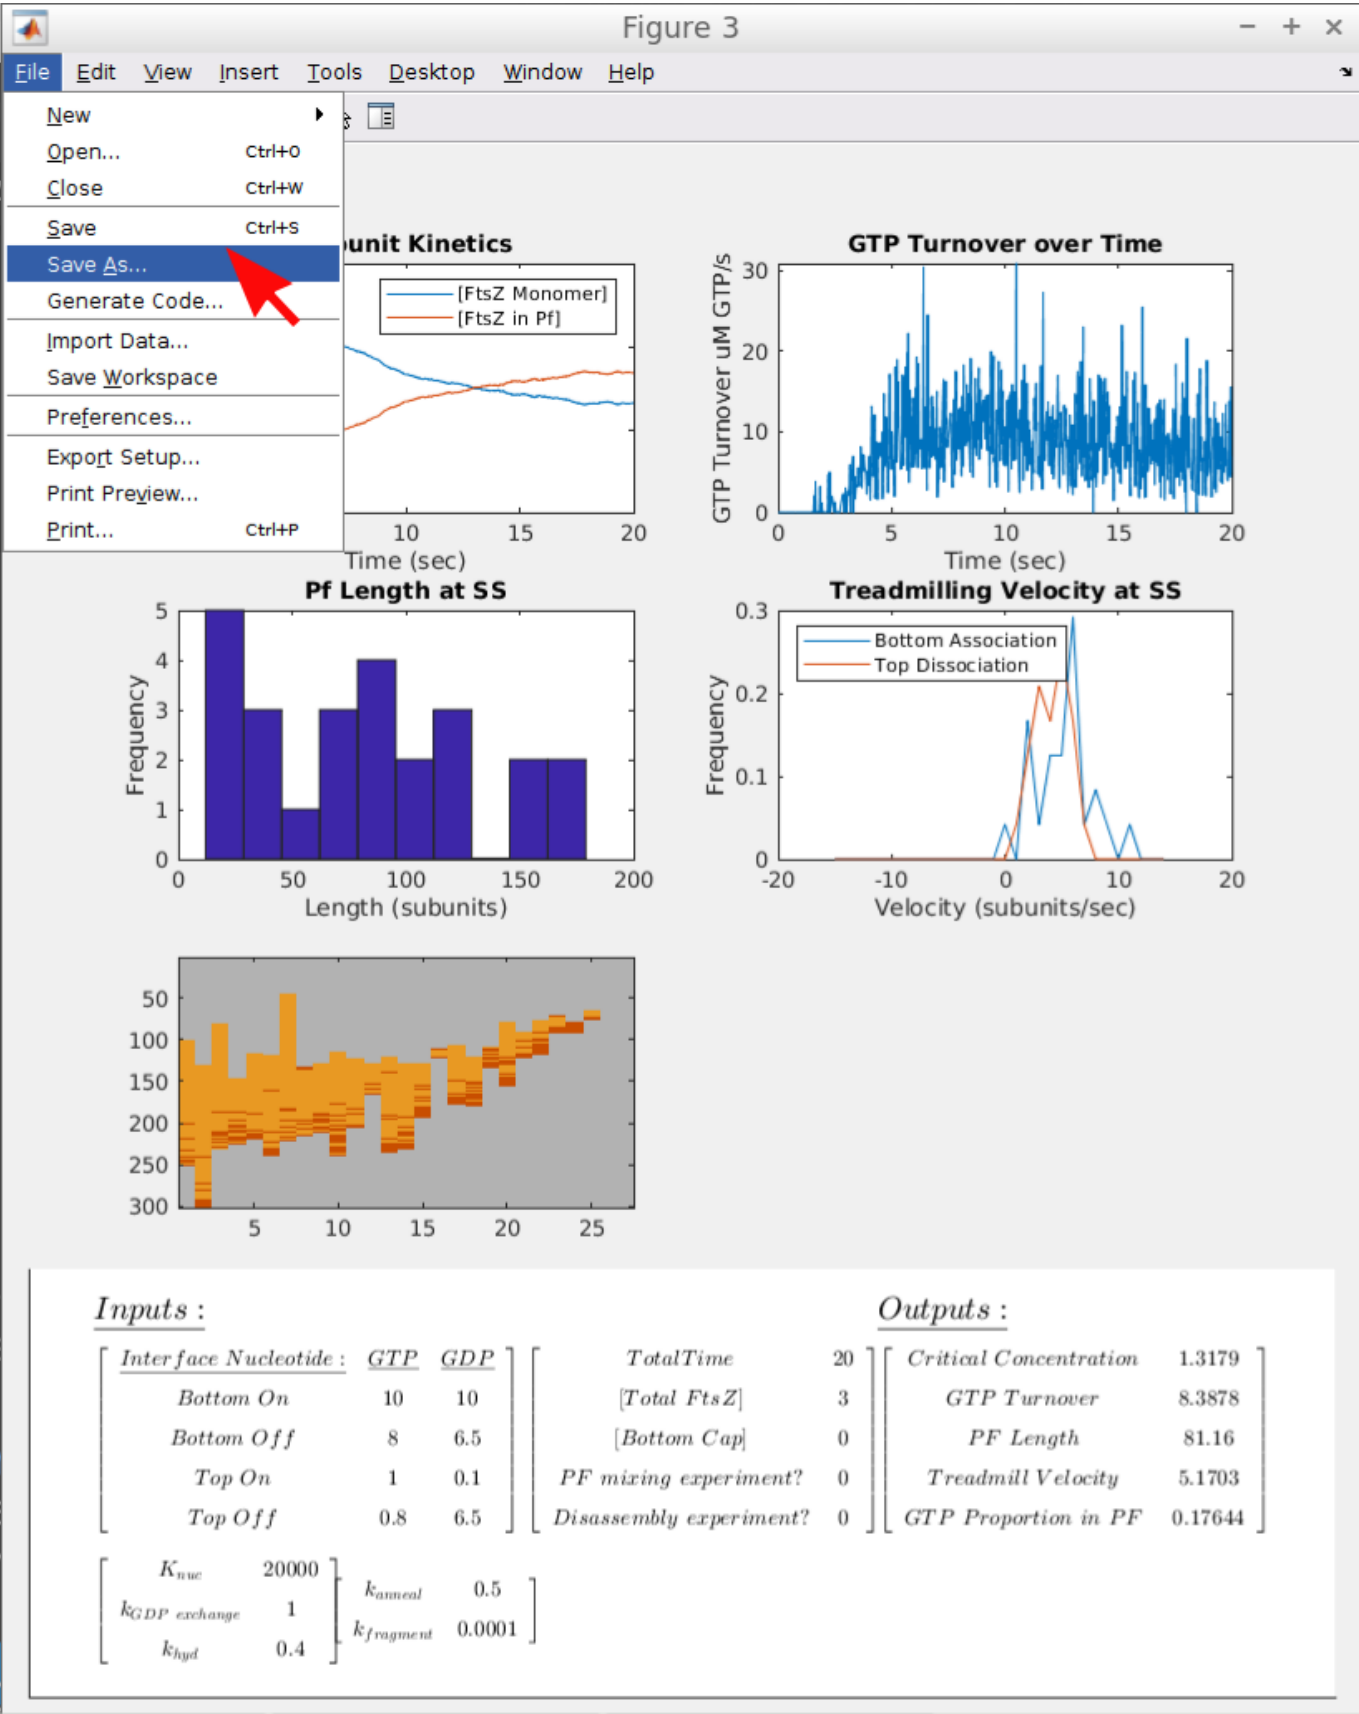 Figure 3
File Edit View Insert Tools Desktop Window Help
New
Open... Ctrl+O
Close Ctrl+W
Save Ctrl+S
Save As...
Generate Code...
Import Data...
Save Workspace
Preferences...
Export Setup...
Print Preview...
Print... Ctrl+P
unit Kinetics
[FtsZ Monomer]
[FtsZ in Pf]
10 15 20
Time (sec)
GTP Turnover over Time
GTP Turnover uM GTP/s
30
20
10
0
0 5 10 15 20
Time (sec)
Pf Length at SS
Frequency
5
4
3
2
1
0
0 50 100 150 200
Length (subunits)
Treadmilling Velocity at SS
Bottom Association
Top Dissociation
Frequency
0.3
0.2
0.1
0
-20 -10 0 10 20
Velocity (subunits/sec)
50
100
150
200
250
300
5 10 15 20 25
Inputs :
Interface Nucleotide : GTP GDP
Bottom On 10 10
Bottom Off 8 6.5
Top On 1 0.1
Top Off 0.8 6.5
TotalTime 20
[Total FtsZ] 3
[Bottom Cap] 0
PF mixing experiment? 0
Disassembly experiment? 0
Outputs :
Critical Concentration 1.3179
GTP Turnover 8.3878
PF Length 81.16
Treadmill Velocity 5.1703
GTP Proportion in PF 0.17644
Knuc 20000
kGDP exchange 1
khyd 0.4
kanneal 0.5
kfragment 0.0001